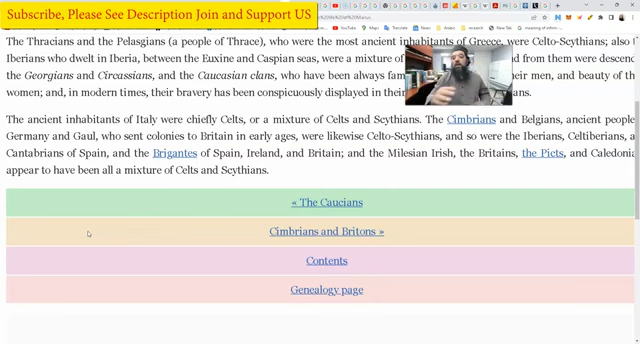 Subscribe, Please See Description Join and Support US
The Thracians and the Pelasgians (a people of Thrace), who were the most ancient inhabitants of Greece, were Celto-Scythians; also
Iberians who dwelt in Iberia, between the Euxine and Caspian seas, were a mixture of and from them were descend
the Georgians and Circassians, and the Caucasian clans, who have been always fam their men, and beauty of th
women; and, in modern times, their bravery has been conspicuously displayed in their ans.
The ancient inhabitants of Italy were chiefly Celts, or a mixture of Celts and Scythians. The Cimbrians and Belgians, ancient people
Germany and Gaul, who sent colonies to Britain in early ages, were likewise Celto-Scythians, and so were the Iberians, Celtiberians, a
Cantabrians of Spain, and the Brigantes of Spain, Ireland, and Britain; and the Milesian Irish, the Britains, the Picts, and Caledonia
appear to have been all a mixture of Celts and Scythians.
« The Caucians
Cimbrians and Britons »
Contents
Genealogy page